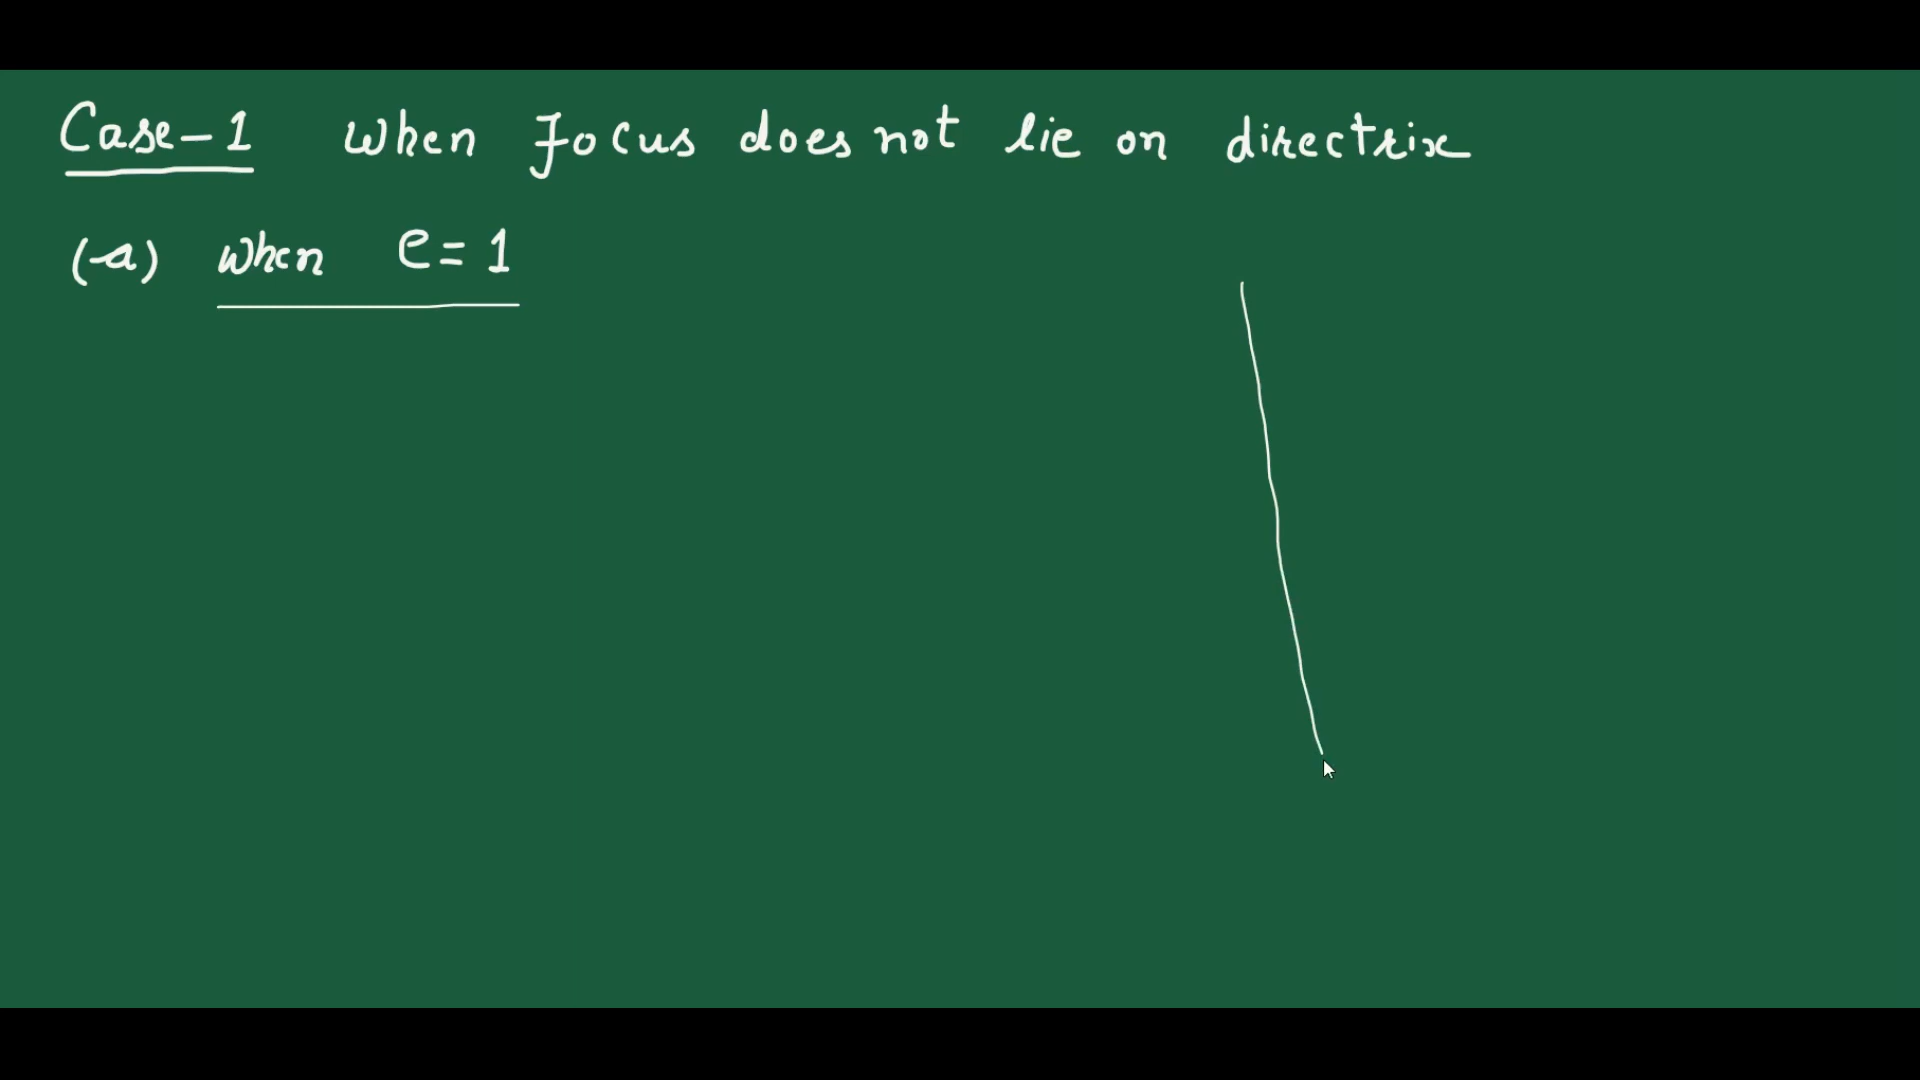 Case-1 When Focus does not lie on directrix
(a) when e = 1